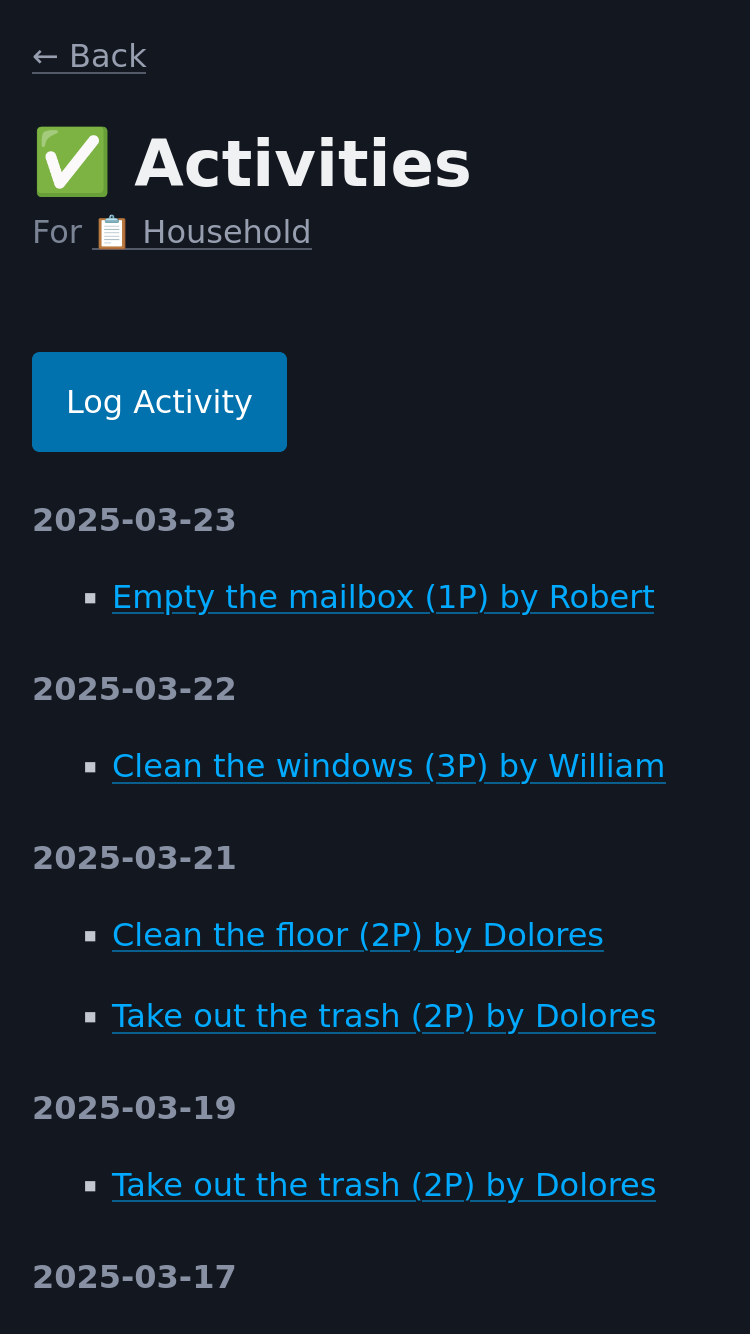 ← Back
✅ Activities
For 📋 Household
Log Activity
2025-03-23
▪ Empty the mailbox (1P) by Robert
2025-03-22
▪ Clean the windows (3P) by William
2025-03-21
▪ Clean the floor (2P) by Dolores
▪ Take out the trash (2P) by Dolores
2025-03-19
▪ Take out the trash (2P) by Dolores
2025-03-17